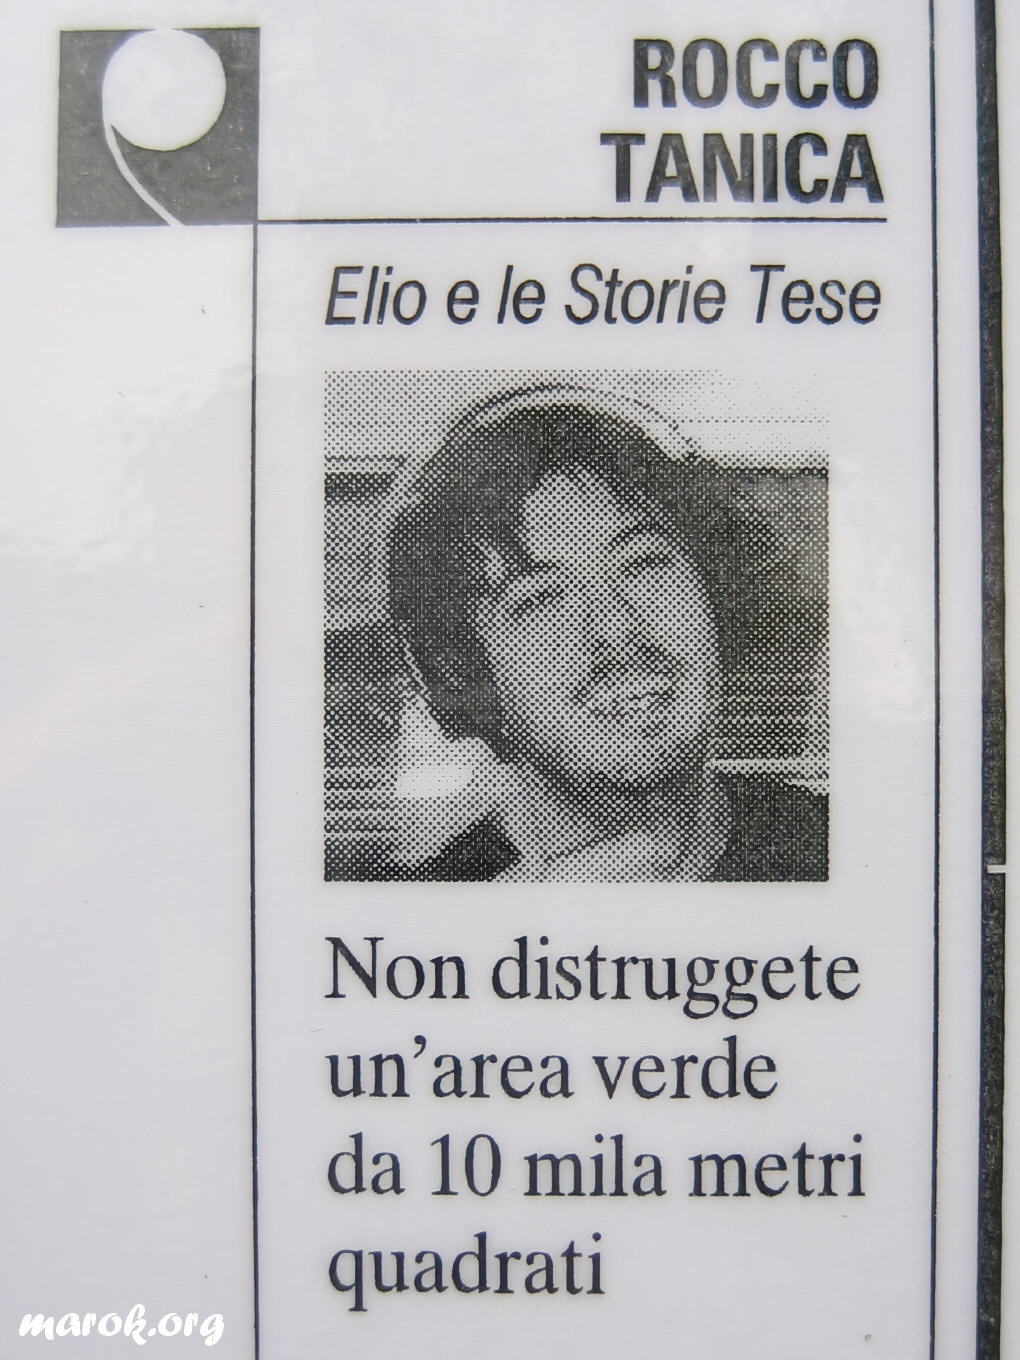 ROCCO
TANICA
Elio e le Storie Tese
Non distruggete
un’area verde
da 10 mila metri
quadrati
marok.org